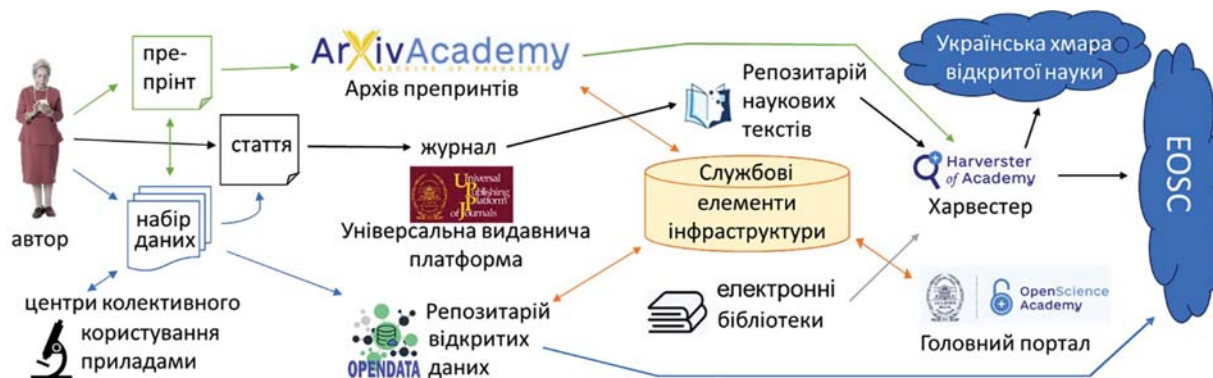 пре-
прінт
ArXivAcademy
ARCHIVE OF PREPRINTS
Архів препринтів
Українська хмара
відкритої науки
Репозитарій
наукових
текстів
стаття
журнал
Universal
Publishing
Platform
of Journals
Універсальна видавнича
платформа
Службові
елементи
інфраструктури
Harverster
of Academy
Харвестер
EOSC
автор
набір
даних
центри колективного
користування
приладами
OPENDATA
Репозитарій
відкритих
даних
електронні
бібліотеки
OpenScience
Academy
Головний портал